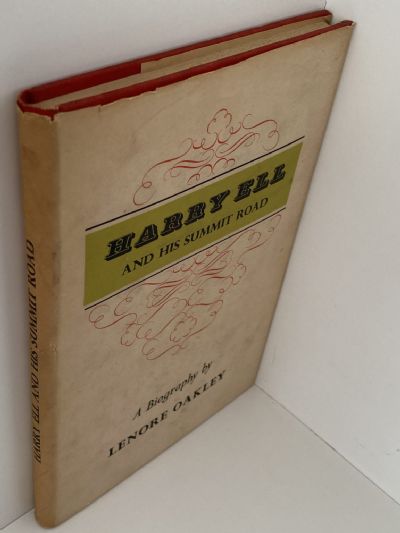 HARRY ELL
AND HIS SUMMIT ROAD
A Biography by
LENORE OAKLEY
HARRY ELL AND HIS SUMMIT ROAD